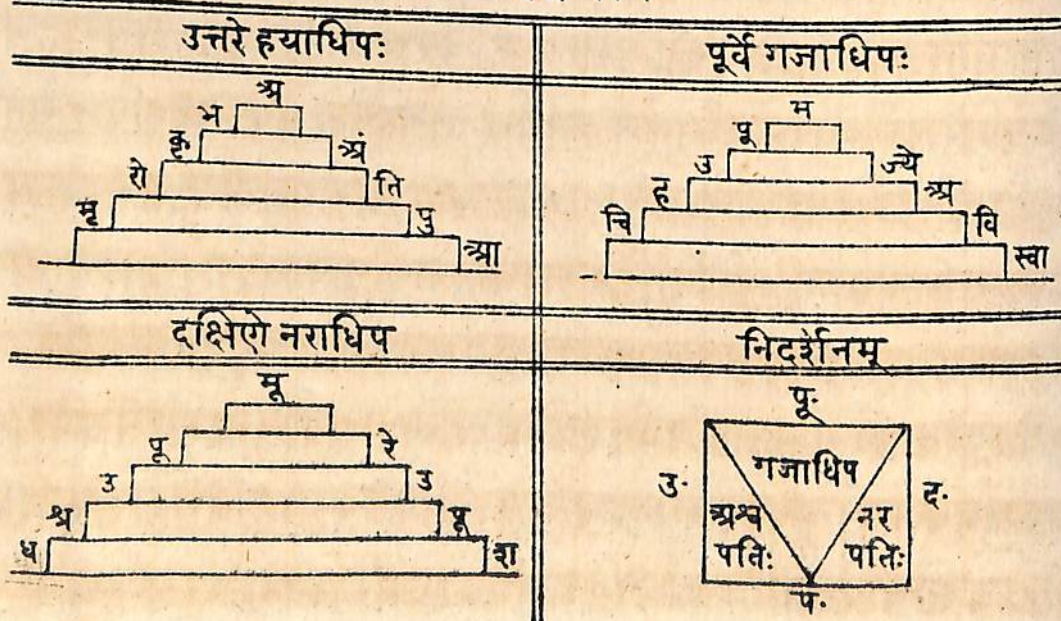 उत्तरे हयाधिपः
अ
भ
कृ अं
रो ति
मृ पु
आ
पूर्वे गजाधिपः
म
पू
उ ज्ये
ह अ
चि वि
स्वा
दक्षिणे नराधिप
मू
पू रे
उ उ
श्र पू
ध श
निदर्शनम्
पू.
गजाधिप
उ. द.
अश्व नर
पतिः पतिः
प.